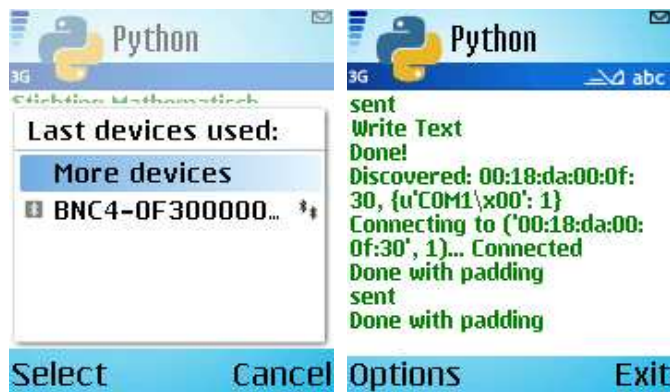 Python
3G
Stichting Mathematisch
Last devices used:
More devices
BNC4-0F300000…
Select Cancel
Python
3G
abc
sent
Write Text
Done!
Discovered: 00:18:da:00:0f:
30, {u'COM1\x00': 1}
Connecting to ('00:18:da:00:
0f:30', 1)... Connected
Done with padding
sent
Done with padding
Options Exit